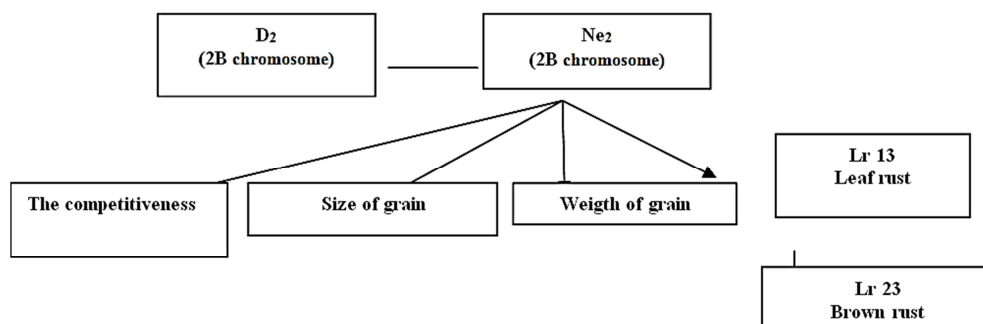 D₂
(2B chromosome)
Ne₂
(2B chromosome)
The competitiveness
Size of grain
Weigth of grain
Lr 13
Leaf rust
Lr 23
Brown rust